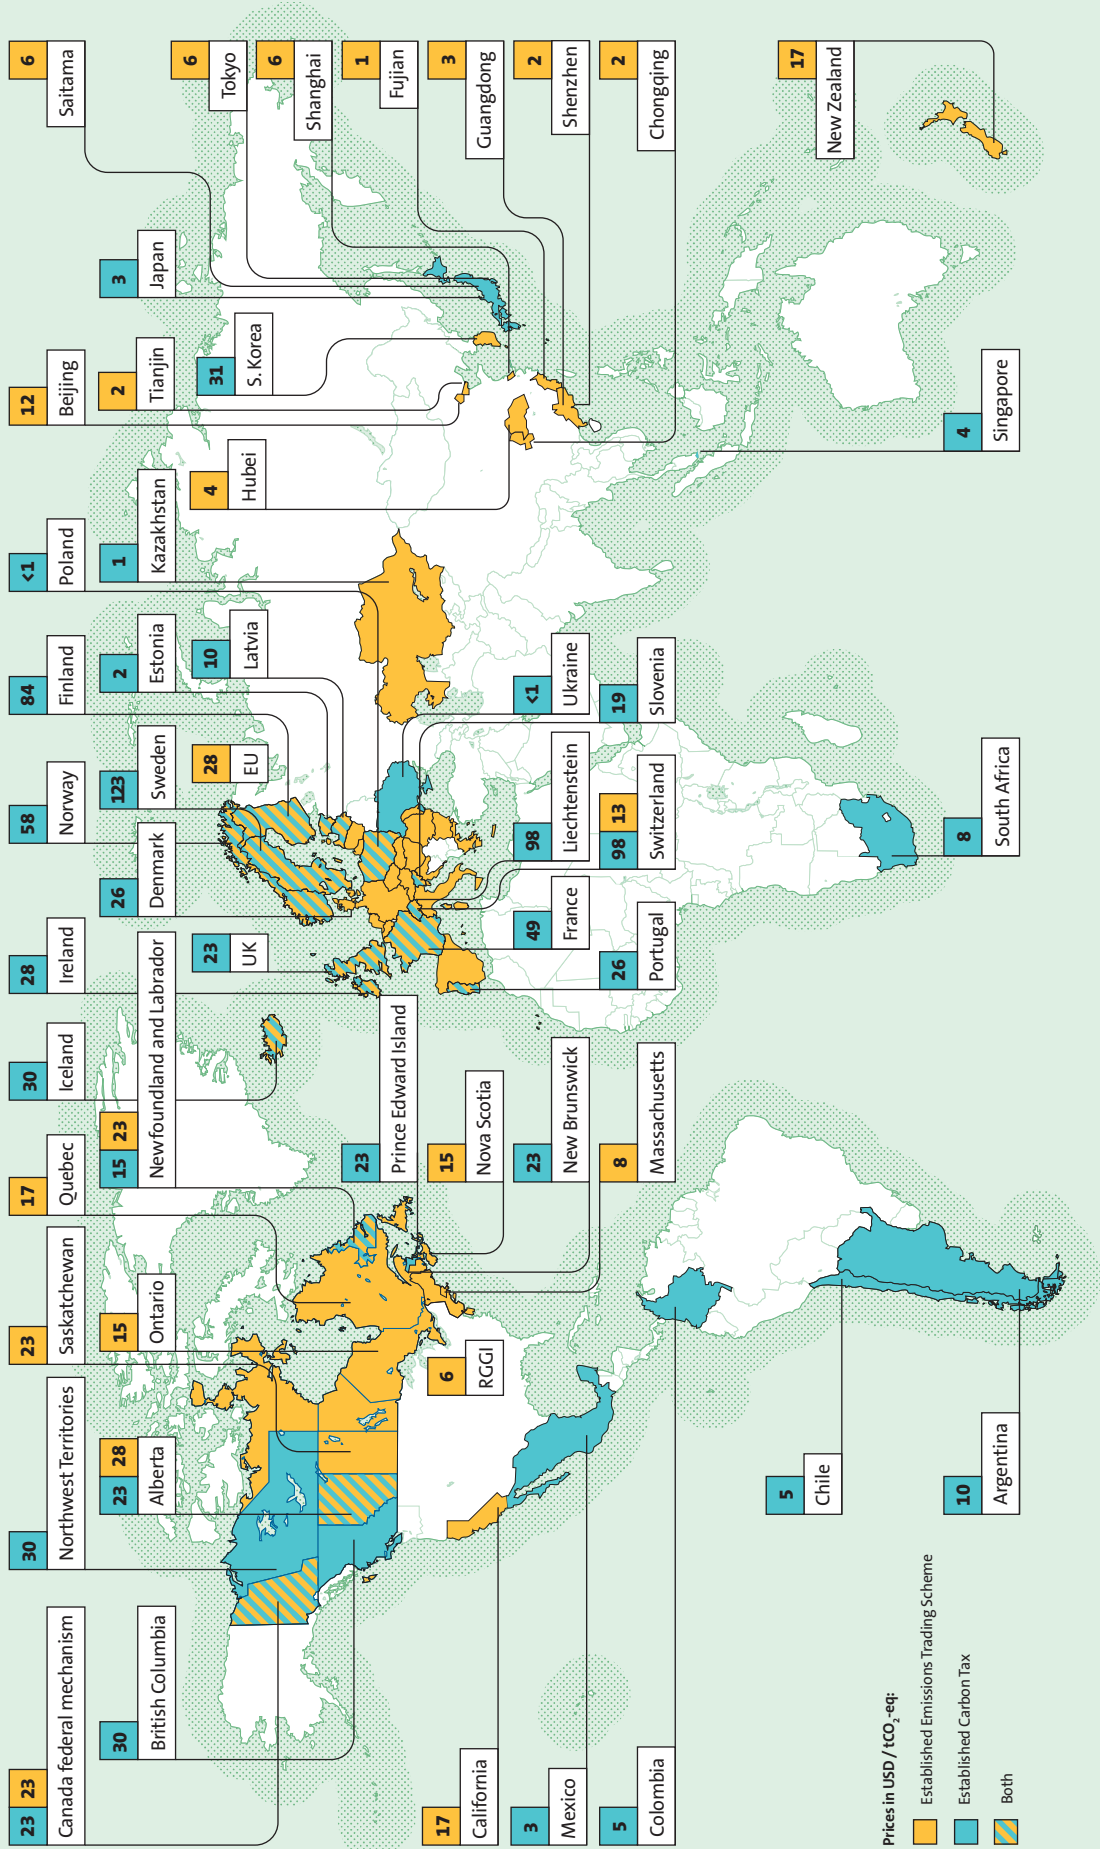 23 23
Canada federal mechanism
30
Northwest Territories
23
Saskatchewan
17
Quebec
30
Iceland
28
Ireland
58
Norway
84
Finland
<1
Poland
12
Beijing
6
Saitama
30
British Columbia
23 28
Alberta
15
Ontario
15 23
Newfoundland and Labrador
26
Denmark
123
Sweden
2
Estonia
1
Kazakhstan
2
Tianjin
3
Japan
6
Tokyo
23
UK
28
EU
10
Latvia
4
Hubei
31
S. Korea
6
Shanghai
23
Prince Edward Island
1
Fujian
17
California
6
RGGI
15
Nova Scotia
3
Guangdong
3
Mexico
23
New Brunswick
49
France
98
Liechtenstein
<1
Ukraine
2
Shenzhen
5
Colombia
8
Massachusetts
26
Portugal
98 13
Switzerland
19
Slovenia
2
Chongqing
5
Chile
17
New Zealand
10
Argentina
8
South Africa
4
Singapore
Prices in USD / tCO₂-eq:
Established Emissions Trading Scheme
Established Carbon Tax
Both